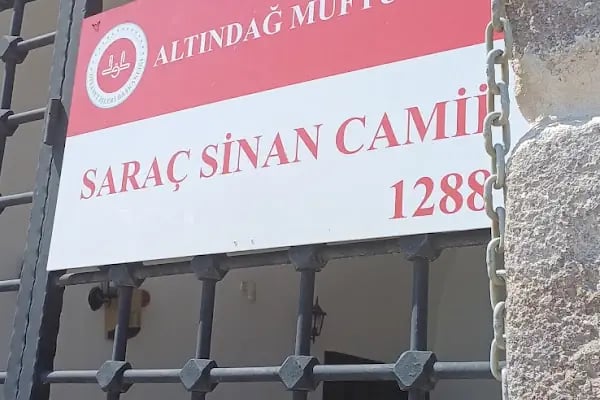 ALTINDAĞ
SARAÇ SİNAN CAMİİ
1288